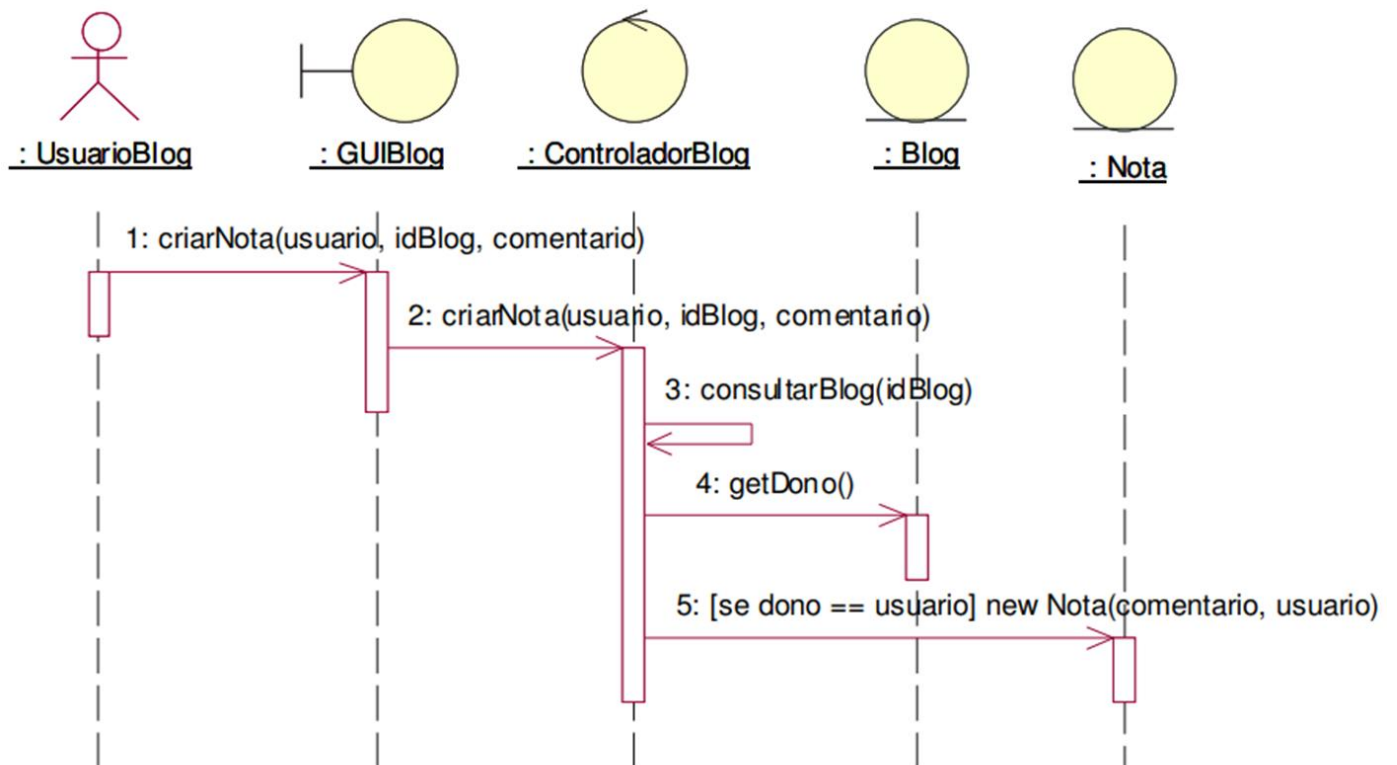 : UsuarioBlog
: GUIBlog
: ControladorBlog
: Blog
: Nota
1: criarNota(usuario, idBlog, comentario)
2: criarNota(usuario, idBlog, comentario)
3: consultarBlog(idBlog)
4: getDono()
5: [se dono == usuario] new Nota(comentario, usuario)